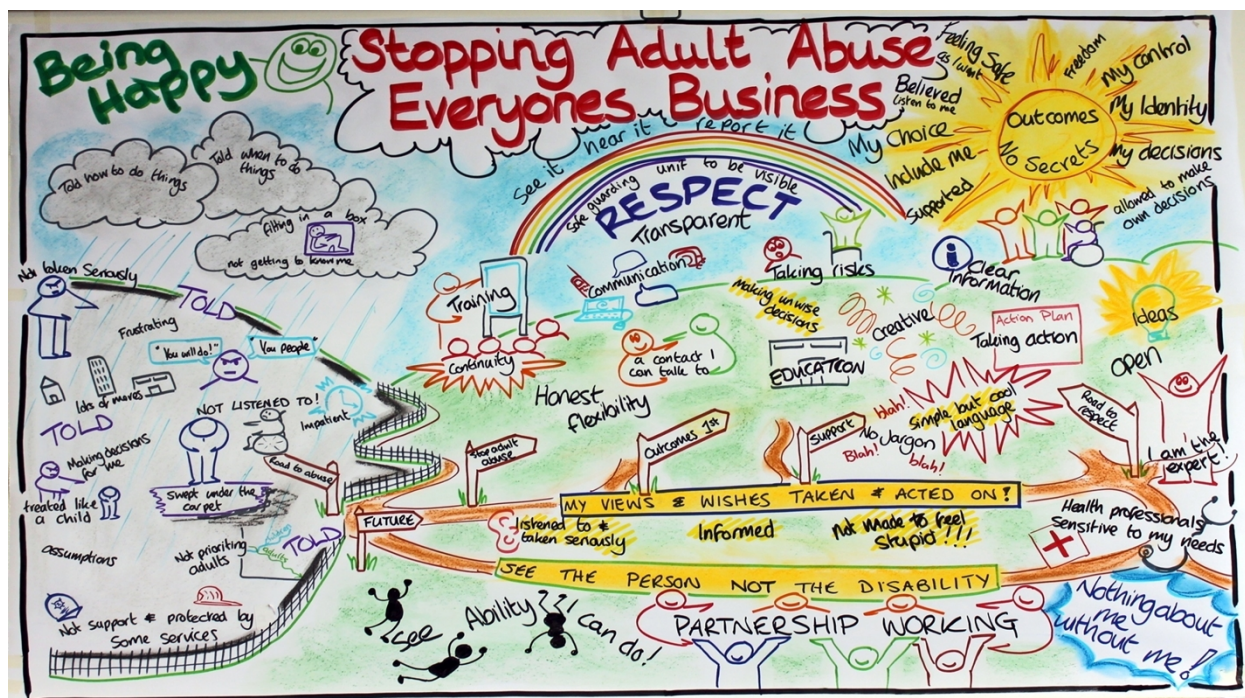 Being
Happy
Stopping Adult Abuse
Everyones Business
see it hear it report it
safe guarding unit to be visible
RESPECT
Transparent
Feeling Safe
as I want
Freedom
My control
Believed
listen to me
My Identity
My Choice
Outcomes
No Secrets
My decisions
Include me
Supported
allowed to make
own decisions
Told how to do things
Told when to do
things
fitting in a box
not getting to know me
Not taken seriously
TOLD
Frustrating
"You will do!"
"You people"
lots of moves
NOT LISTENED TO!
Impatient
TOLD
Making decisions
for me
Road to abuse
treated like
a child
Swept under the
carpet
assumptions
Not prioriting
adults
adults
TOLD
Not support & protected by
Some services
Training
Communication
Taking risks
Clear
Information
Making unwise
decisions
Creative
Action Plan
Taking action
Ideas
Continuity
a contact I
can talk to
EDUCATION
Open
Honest
flexibility
Stop adult
abuse
Outcomes 1st
Support
blah!
No Jargon
Blah!
blah!
Simple but cool
language
Road to
respect
I am the
expert!
MY VIEWS & WISHES TAKEN & ACTED ON!
FUTURE
listened to &
taken seriously
Informed
Not made to feel
Stupid!!!
Health professionals
Sensitive to my needs
SEE THE PERSON NOT THE DISABILITY
see
Ability
??
I can do!
PARTNERSHIP WORKING
Nothing about
me
without
me!